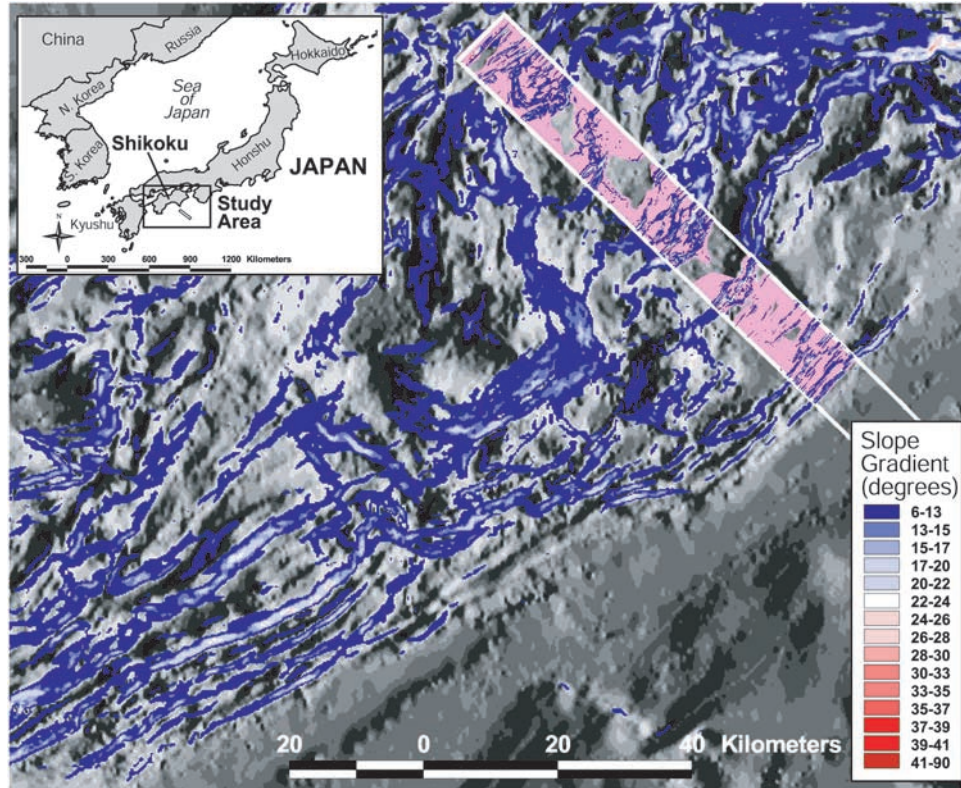 China
Russia
Hokkaido
N. Korea
Sea
of
Japan
S. Korea
Shikoku
Honshu
JAPAN
Kyushu
Study
Area
N
300 0 300 600 900 1200 Kilometers
7
20 0 20 40 Kilometers
Slope
Gradient
(degrees)
6-13
13-15
15-17
17-20
20-22
22-24
24-26
26-28
28-30
30-33
33-35
35-37
37-39
39-41
41-90